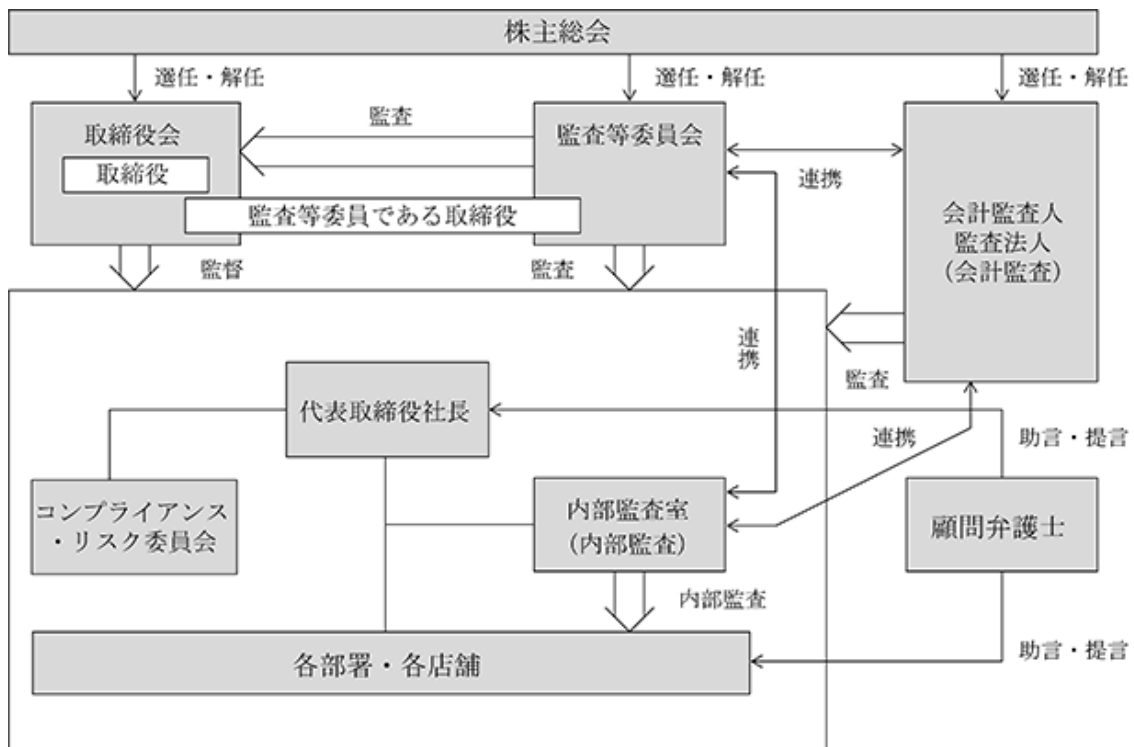 株主総会
選任・解任
選任・解任
選任・解任
取締役会
取締役
監査
監査等委員会
監査等委員である取締役
連携
会計監査人
監査法人
（会計監査）
監督
監査
連携
監査
代表取締役社長
連携
助言・提言
コンプライアンス
・リスク委員会
内部監査室
（内部監査）
顧問弁護士
内部監査
各部署・各店舗
助言・提言